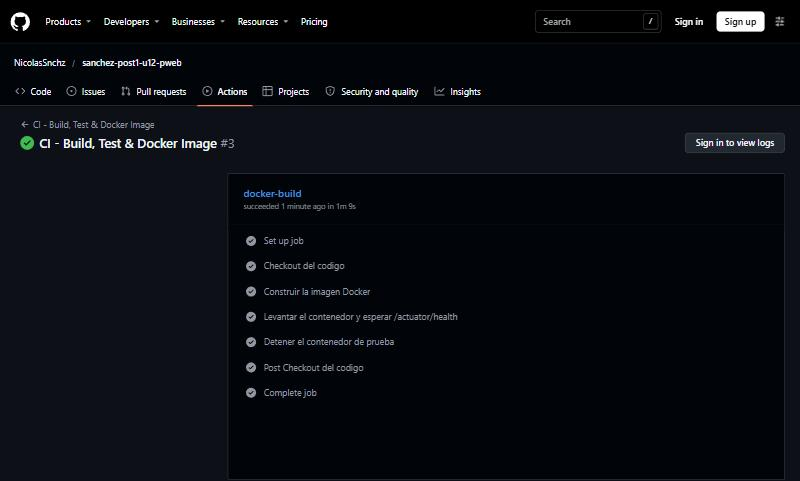 Products Developers Businesses Resources Pricing Search / Sign in Sign up
NicolasSnchz / sanchez-post1-u12-pweb
Code Issues Pull requests Actions Projects Security and quality Insights
← CI - Build, Test & Docker Image
CI - Build, Test & Docker Image #3
Sign in to view logs
docker-build
succeeded 1 minute ago in 1m 9s
Set up job
Checkout del codigo
Construir la imagen Docker
Levantar el contenedor y esperar /actuator/health
Detener el contenedor de prueba
Post Checkout del codigo
Complete job